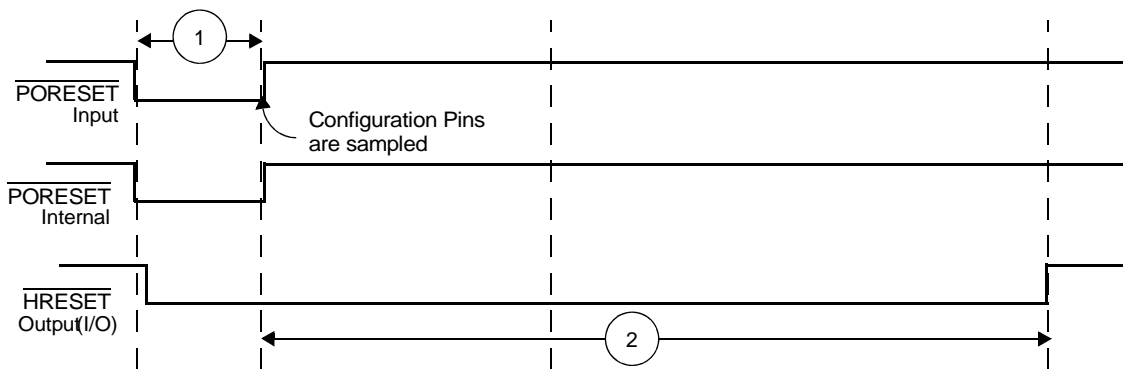 1
PORESET
Input
Configuration Pins
are sampled
PORESET
Internal
HRESET
Output(I/O)
2